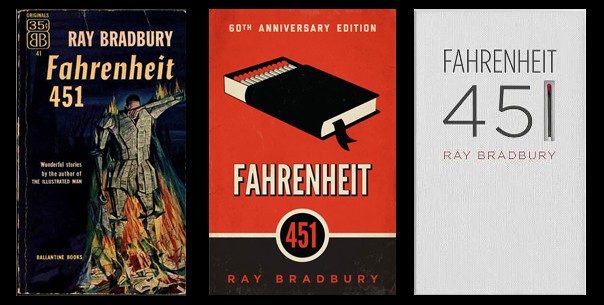 ORIGINALS
35¢
BB
41
RAY BRADBURY
Fahrenheit
451
Wonderful stories
by the author of
THE ILLUSTRATED MAN
BALLANTINE BOOKS
60TH ANNIVERSARY EDITION
FAHRENHEIT
451
RAY BRADBURY
FAHRENHEIT
451
RAY BRADBURY